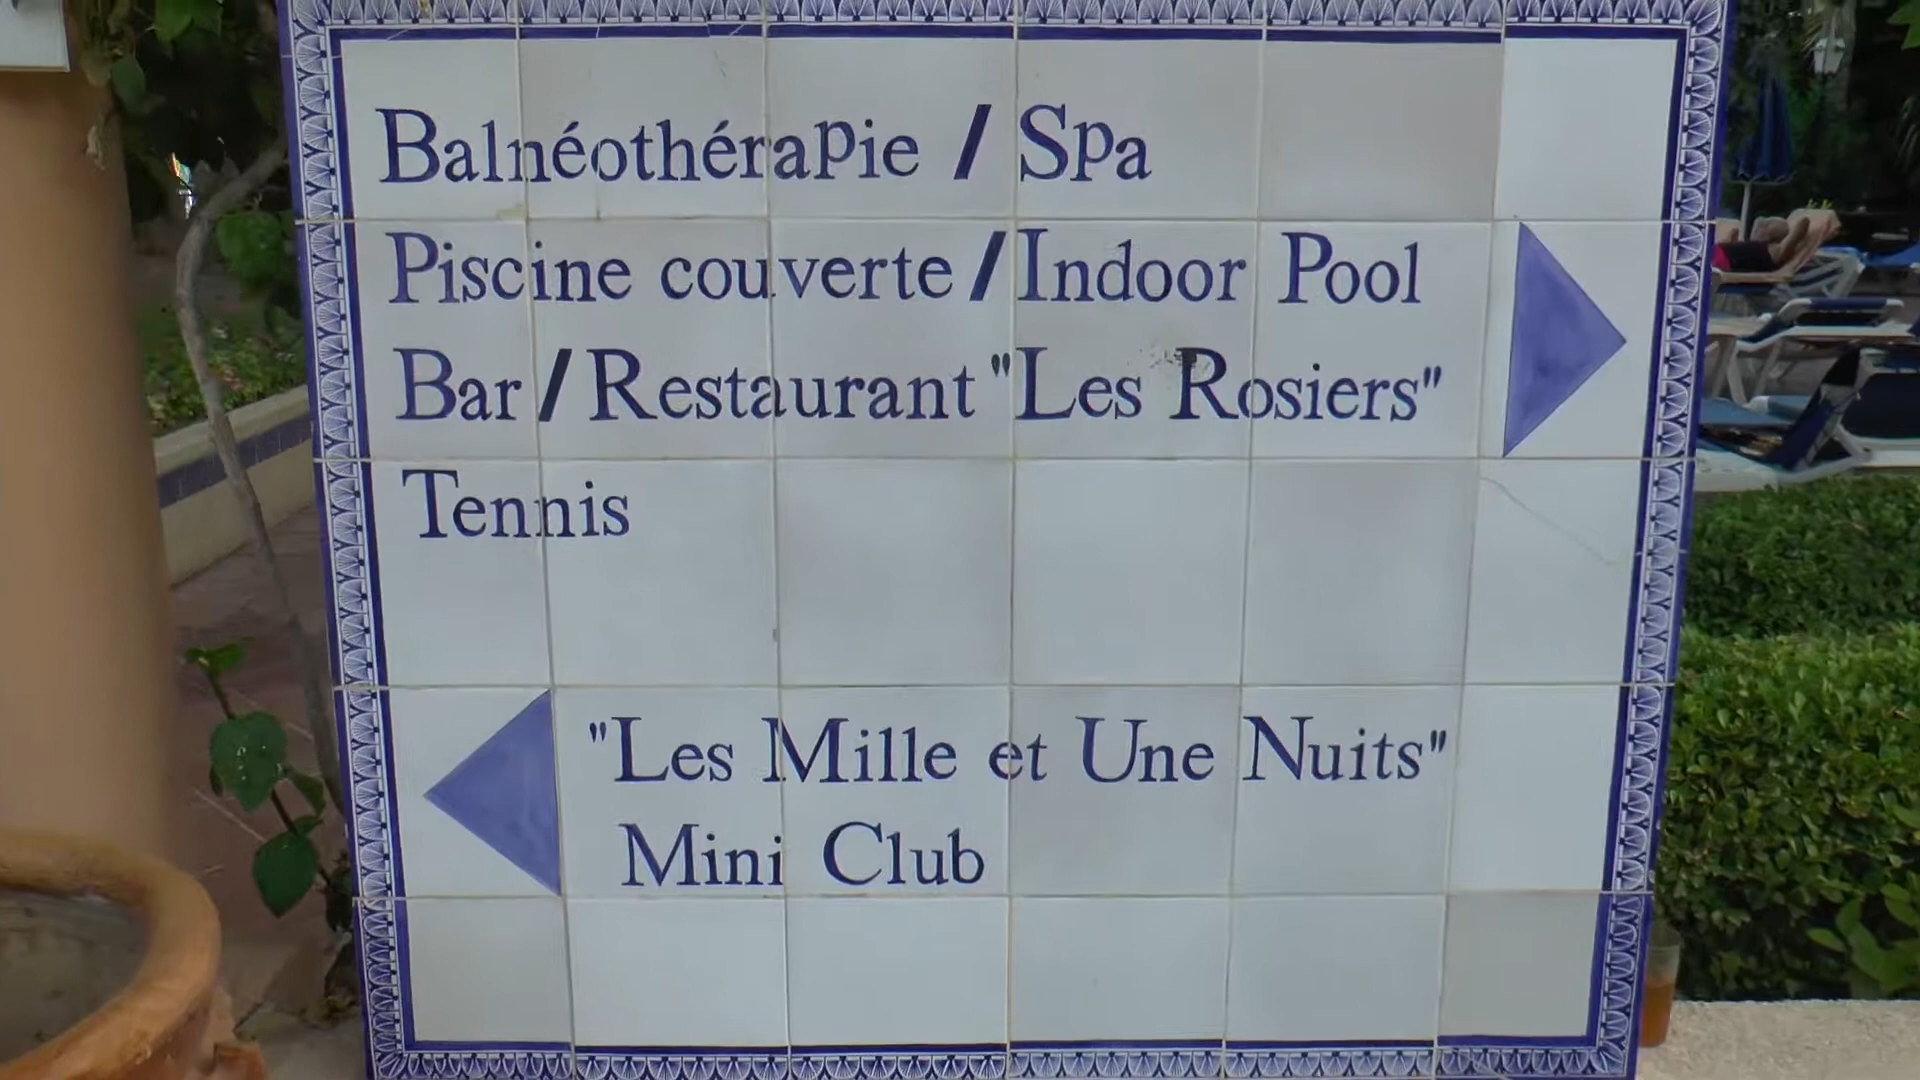 Balnéothérapie / Spa
Piscine couverte / Indoor Pool
Bar / Restaurant "Les Rosiers"
Tennis
"Les Mille et Une Nuits"
Mini Club